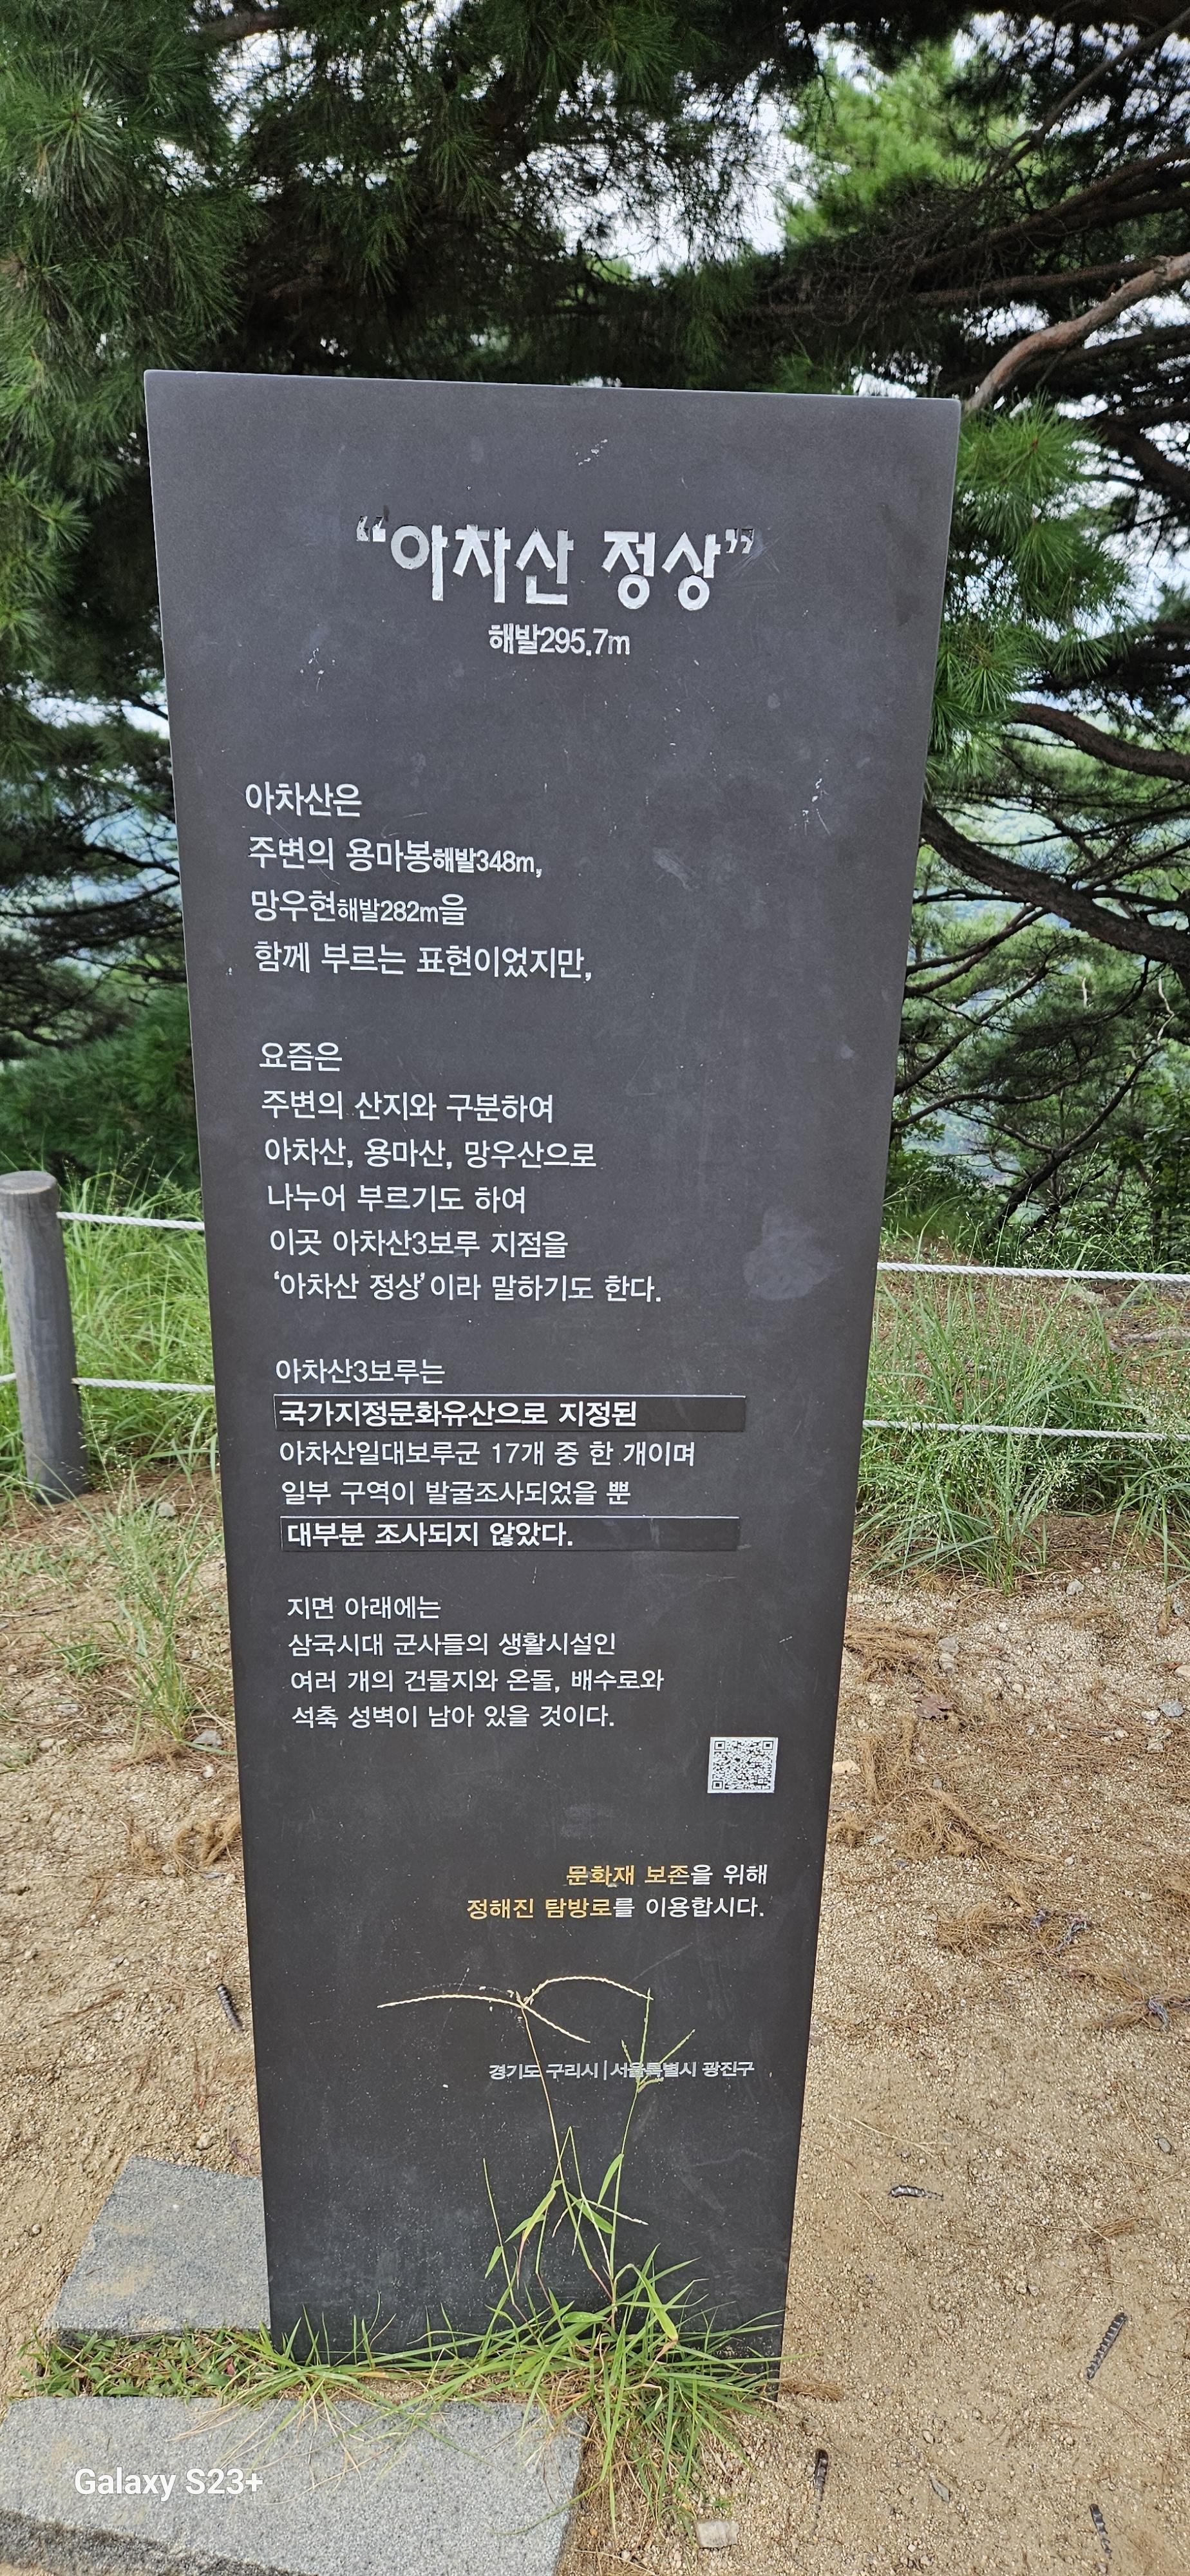 “아차산 정상”
해발295.7m
아차산은
주변의 용마봉해발348m,
망우현해발282m을
함께 부르는 표현이었지만,
요즘은
주변의 산지와 구분하여
아차산, 용마산, 망우산으로
나누어 부르기도 하여
이곳 아차산3보루 지점을
‘아차산 정상’이라 말하기도 한다.
아차산3보루는
국가지정문화유산으로 지정된
아차산일대보루군 17개 중 한 개이며
일부 구역이 발굴조사되었을 뿐
대부분 조사되지 않았다.
지면 아래에는
삼국시대 군사들의 생활시설인
여러 개의 건물지와 온돌, 배수로와
석축 성벽이 남아 있을 것이다.
문화재 보존을 위해
정해진 탐방로를 이용합시다.
경기도 구리시 | 서울특별시 광진구
Galaxy S23+